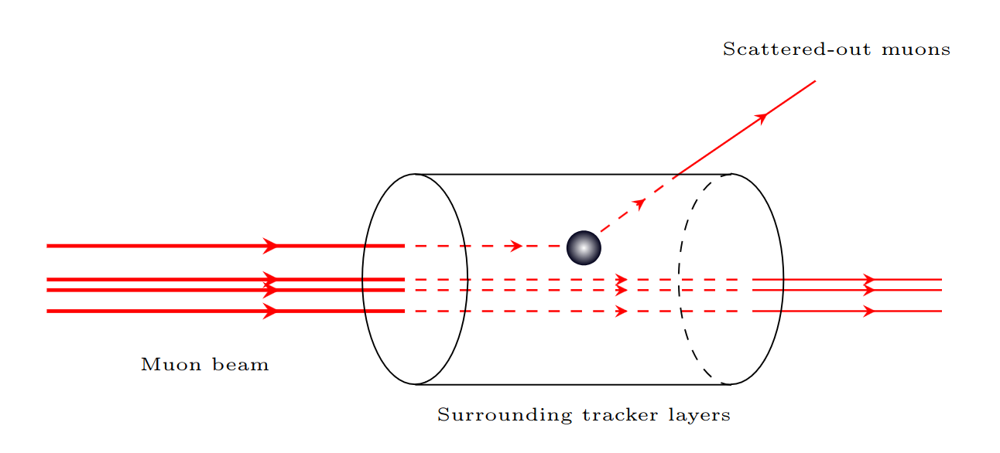 Scattered-out muons
Muon beam
Surrounding tracker layers